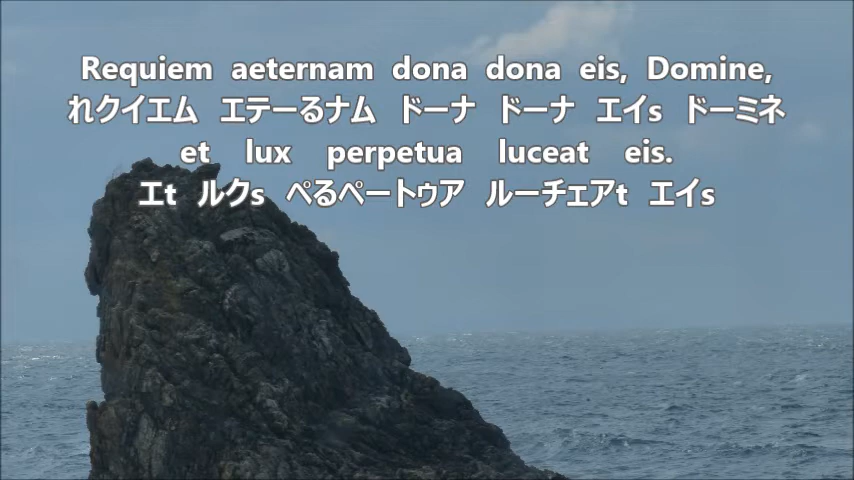 Requiem aeternam dona dona eis, Domine,
れクイエム エテーるナム ドーナ ドーナ エイs ドーミネ
et lux perpetua luceat eis.
エt ルクs ぺるペートゥア ルーチェアt エイs